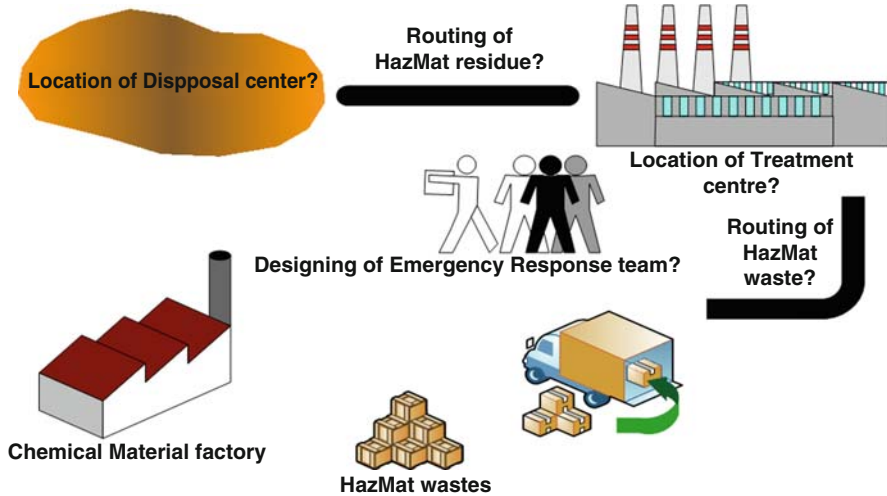 Routing of
HazMat residue?
Location of Dispposal center?
Location of Treatment
centre?
Routing of
HazMat
waste?
Designing of Emergency Response team?
Chemical Material factory
HazMat wastes